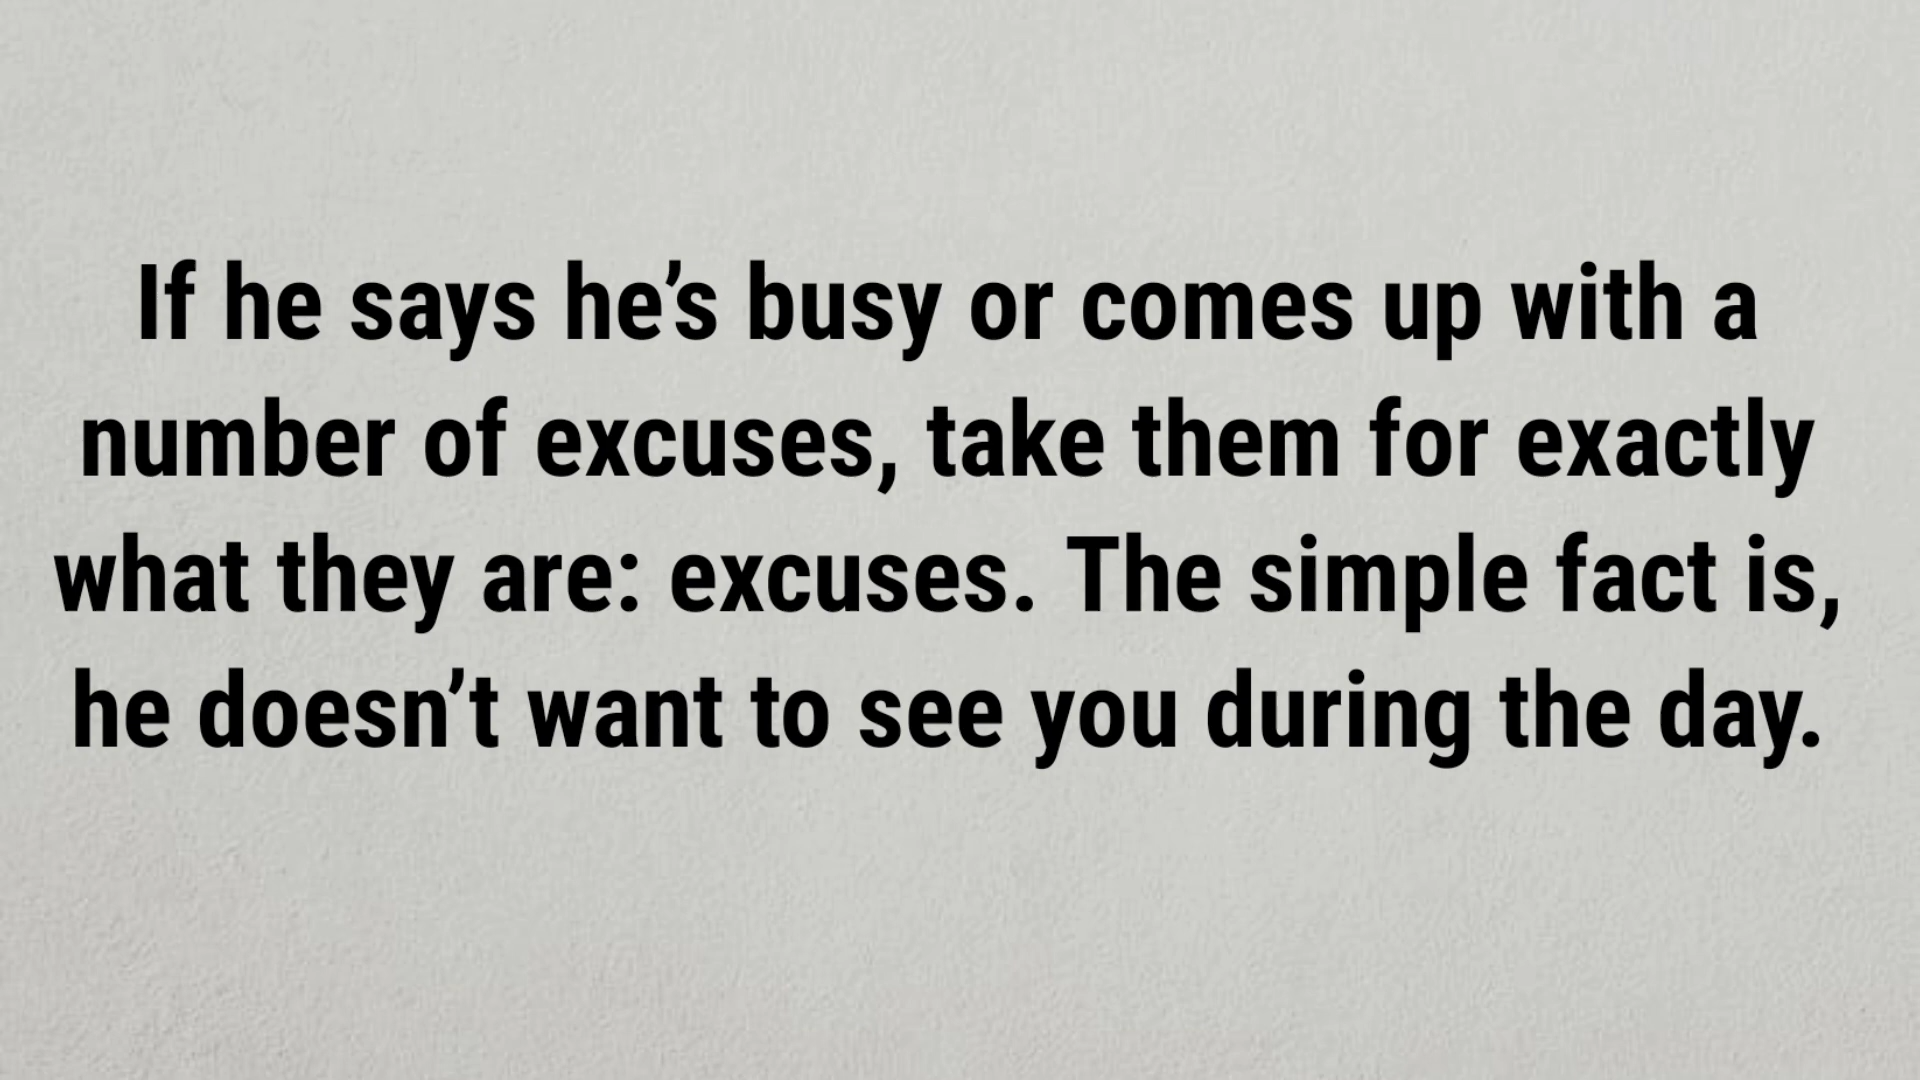 If he says he’s busy or comes up with a
number of excuses, take them for exactly
what they are: excuses. The simple fact is,
he doesn’t want to see you during the day.